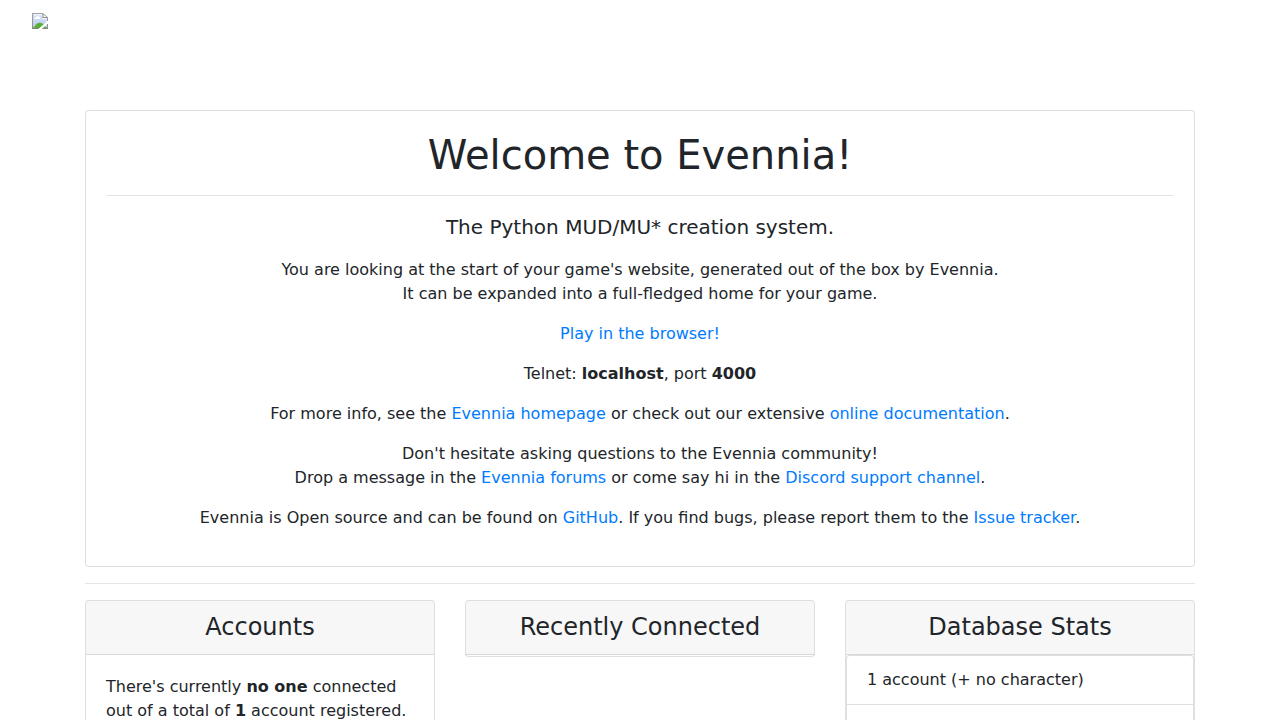 Welcome to Evennia!
The Python MUD/MU* creation system.
You are looking at the start of your game's website, generated out of the box by Evennia.
It can be expanded into a full-fledged home for your game.
Play in the browser!
Telnet: localhost, port 4000
For more info, see the Evennia homepage or check out our extensive online documentation.
Don't hesitate asking questions to the Evennia community!
Drop a message in the Evennia forums or come say hi in the Discord support channel.
Evennia is Open source and can be found on GitHub. If you find bugs, please report them to the Issue tracker.
Accounts
There's currently no one connected
out of a total of 1 account registered.
Recently Connected
Database Stats
1 account (+ no character)